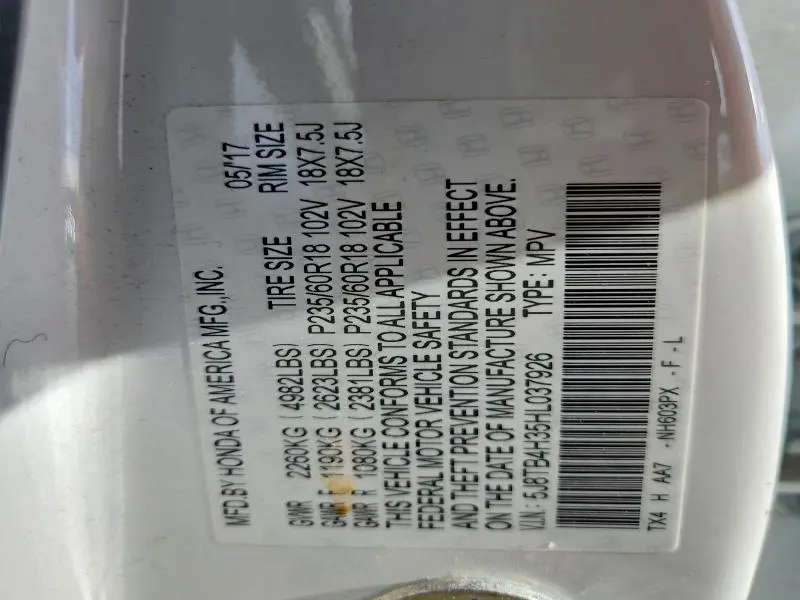 MFD.BY HONDA OF AMERICA MFG.,INC. 05/17
GVWR 2260KG ( 4982LBS) TIRE SIZE RIM SIZE
GAWR F 1190KG ( 2623LBS) P235/60R18 102V 18X7.5J
GAWR R 1080KG ( 2381LBS) P235/60R18 102V 18X7.5J
THIS VEHICLE CONFORMS TO ALL APPLICABLE
FEDERAL MOTOR VEHICLE SAFETY
AND THEFT PREVENTION STANDARDS IN EFFECT
ON THE DATE OF MANUFACTURE SHOWN ABOVE.
V.I.N.: 5J8TB4H35HL037926 TYPE: MPV
TX4 H AA7 -NH603PX -F -L